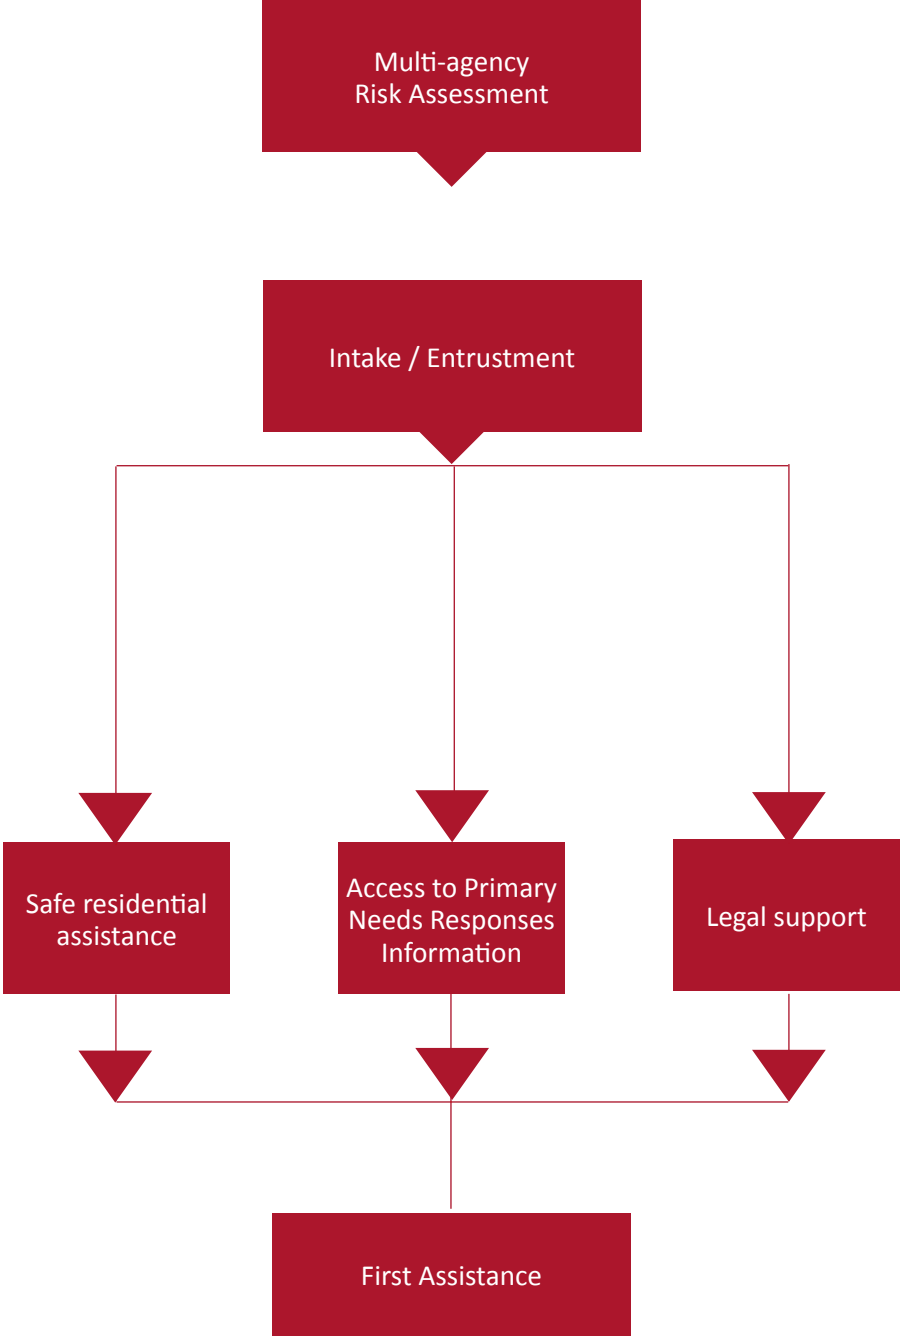 Multi-agency
Risk Assessment
Intake / Entrustment
Safe residential
assistance
Access to Primary
Needs Responses
Information
Legal support
First Assistance